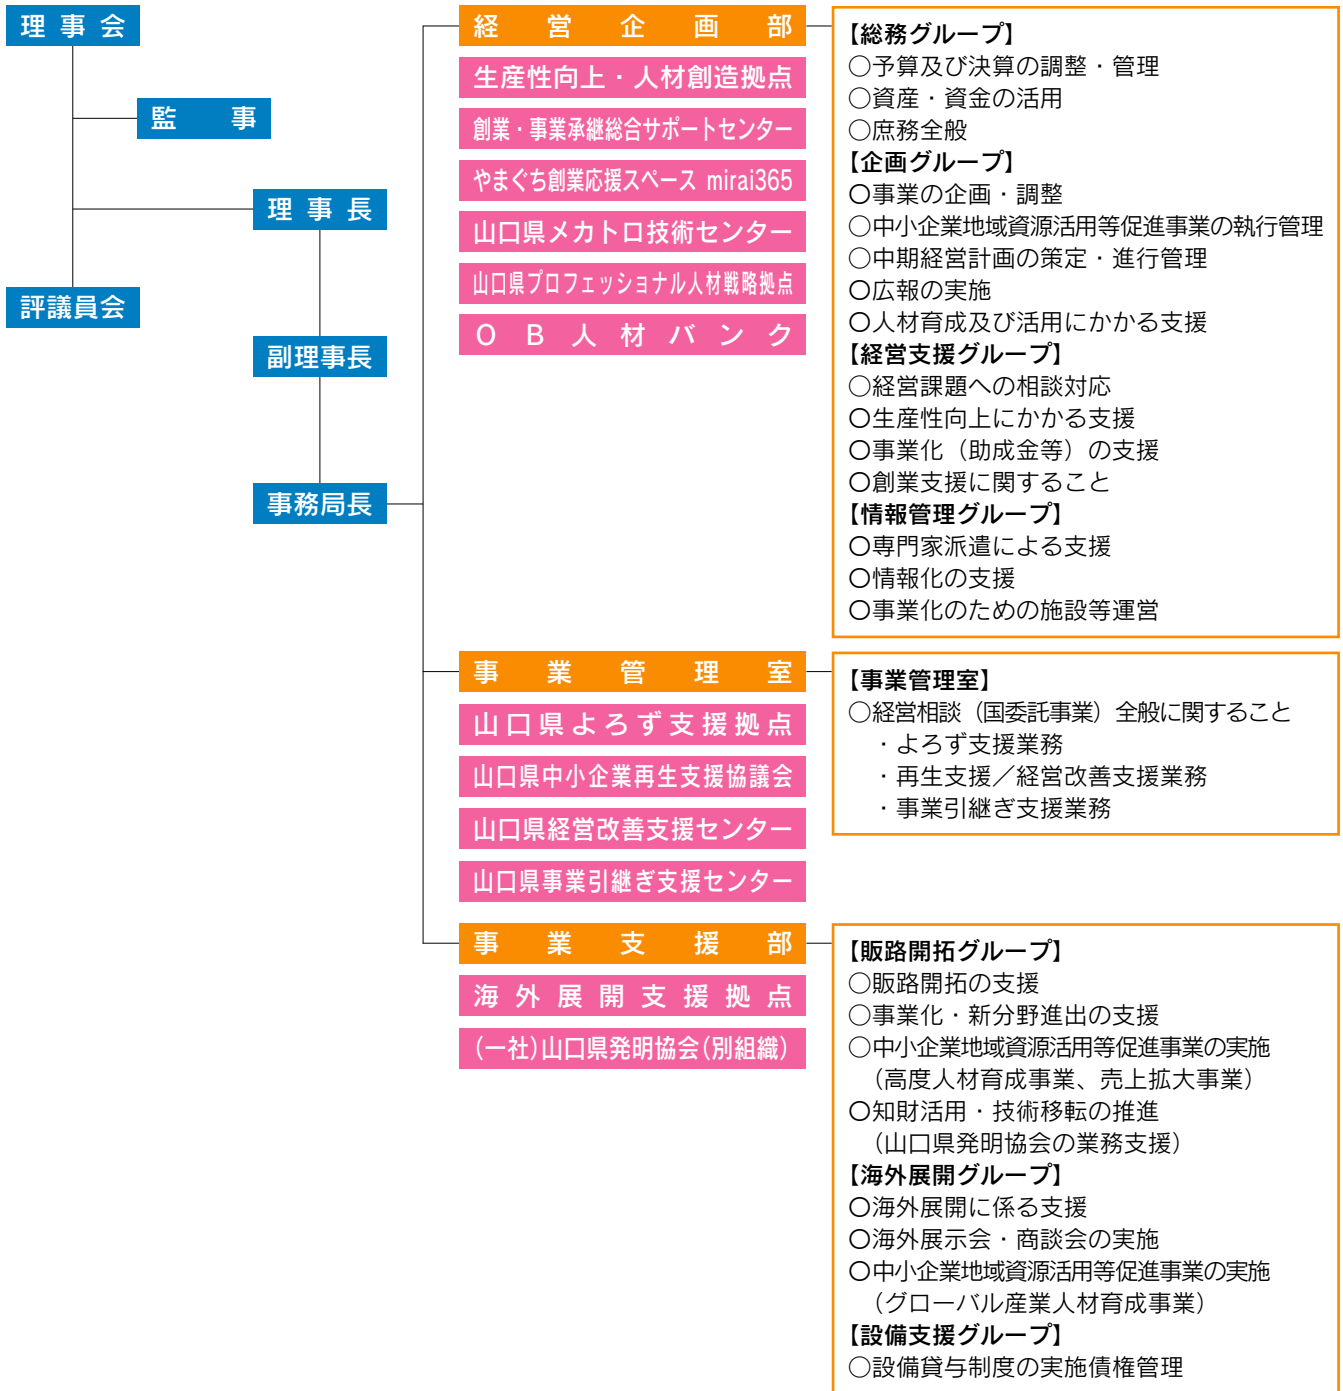 理事会
監事
理事長
評議員会
副理事長
事務局長
経営企画部
生産性向上・人材創造拠点
創業・事業承継総合サポートセンター
やまぐち創業応援スペース mirai365
山口県メカトロ技術センター
山口県プロフェッショナル人材戦略拠点
OB人材バンク
【総務グループ】
○予算及び決算の調整・管理
○資産・資金の活用
○庶務全般
【企画グループ】
○事業の企画・調整
○中小企業地域資源活用等促進事業の執行管理
○中期経営計画の策定・進行管理
○広報の実施
○人材育成及び活用にかかる支援
【経営支援グループ】
○経営課題への相談対応
○生産性向上にかかる支援
○事業化（助成金等）の支援
○創業支援に関すること
【情報管理グループ】
○専門家派遣による支援
○情報化の支援
○事業化のための施設等運営
事業管理室
山口県よろず支援拠点
山口県中小企業再生支援協議会
山口県経営改善支援センター
山口県事業引継ぎ支援センター
【事業管理室】
○経営相談（国委託事業）全般に関すること
・よろず支援業務
・再生支援／経営改善支援業務
・事業引継ぎ支援業務
事業支援部
海外展開支援拠点
(一社)山口県発明協会(別組織)
【販路開拓グループ】
○販路開拓の支援
○事業化・新分野進出の支援
○中小企業地域資源活用等促進事業の実施
（高度人材育成事業、売上拡大事業）
○知財活用・技術移転の推進
（山口県発明協会の業務支援）
【海外展開グループ】
○海外展開に係る支援
○海外展示会・商談会の実施
○中小企業地域資源活用等促進事業の実施
（グローバル産業人材育成事業）
【設備支援グループ】
○設備貸与制度の実施債権管理